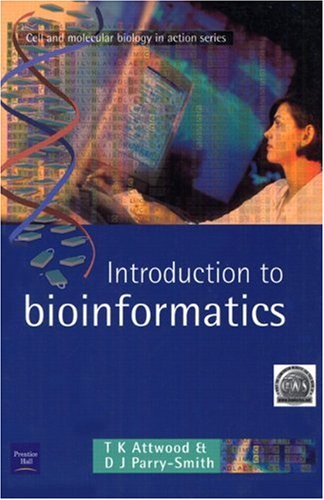 Cell and molecular biology in action series
Introduction to
bioinformatics
T K Attwood &
D J Parry-Smith
Prentice
Hall